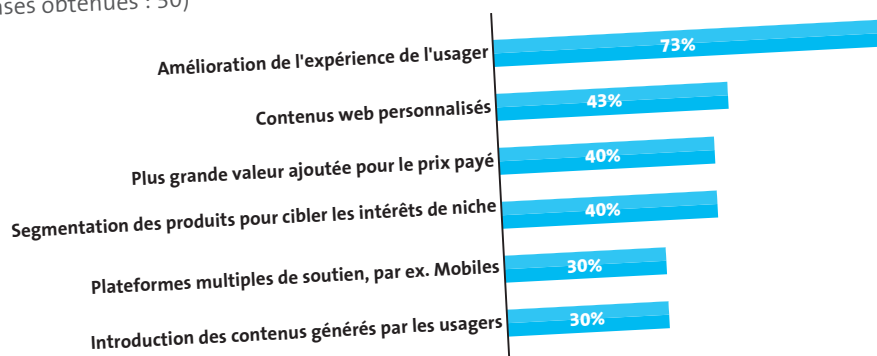 obtenues : 50)
Amélioration de l'expérience de l'usager 73%
Contenus web personnalisés 43%
Plus grande valeur ajoutée pour le prix payé 40%
Segmentation des produits pour cibler les intérêts de niche 40%
Plateformes multiples de soutien, par ex. Mobiles 30%
Introduction des contenus générés par les usagers 30%